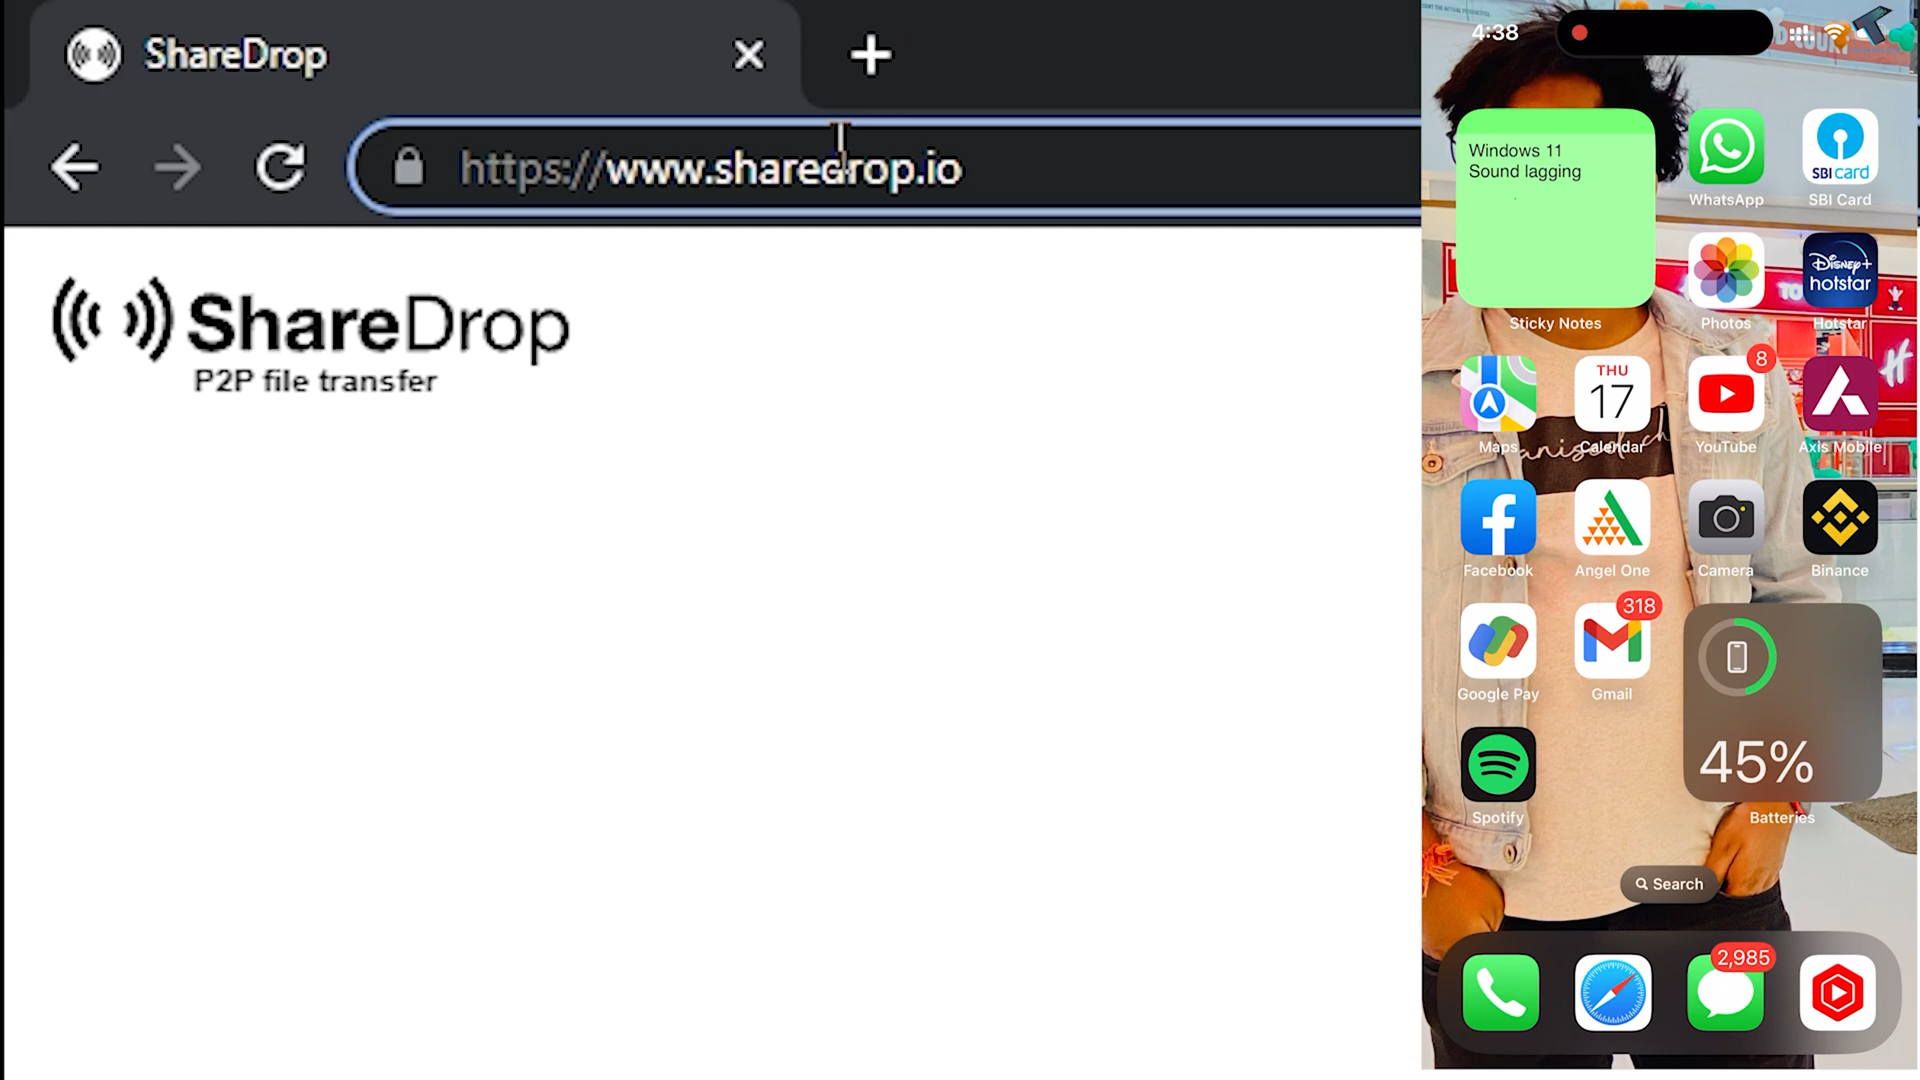 ShareDrop
https://www.sharedrop.io
ShareDrop
P2P file transfer
4:38
Windows 11
Sound lagging
Sticky Notes
WhatsApp
SBI card
SBI Card
Photos
Disney+
hotstar
Hotstar
Maps
THU
17
Calendar
8
YouTube
Axis Mobile
Facebook
Angel One
Camera
Binance
Google Pay
318
Gmail
45%
Batteries
Spotify
Search
2,985